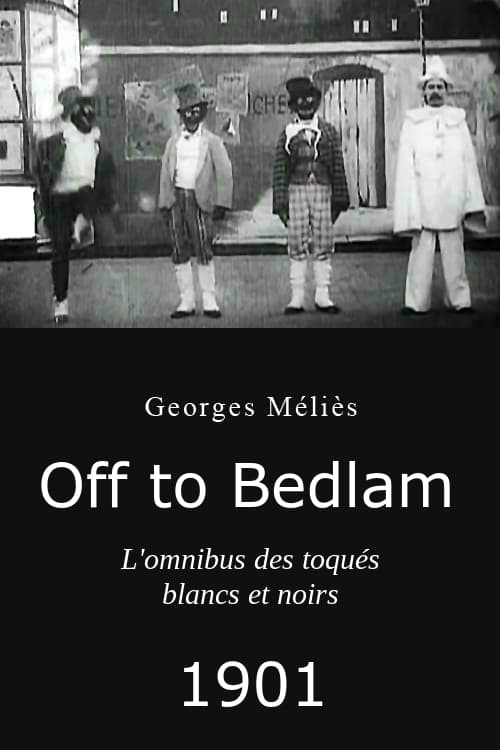 Georges Méliès
Off to Bedlam
L'omnibus des toqués
blancs et noirs
1901